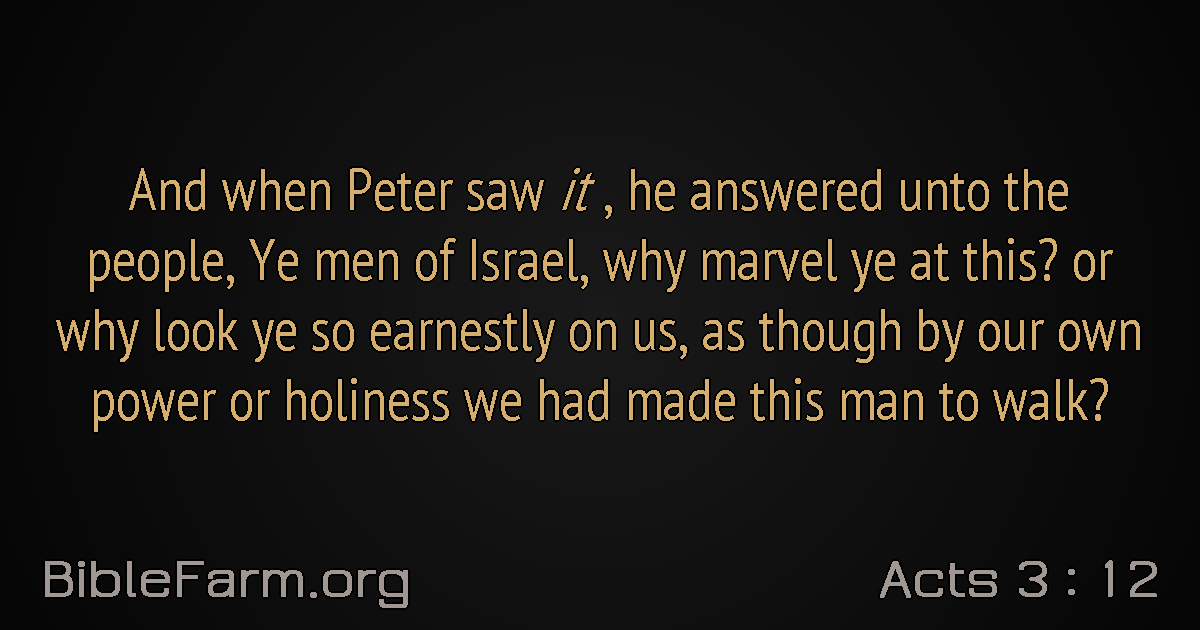 And when Peter saw it , he answered unto the
people, Ye men of Israel, why marvel ye at this? or
why look ye so earnestly on us, as though by our own
power or holiness we had made this man to walk?
BibleFarm.org
Acts 3 : 12